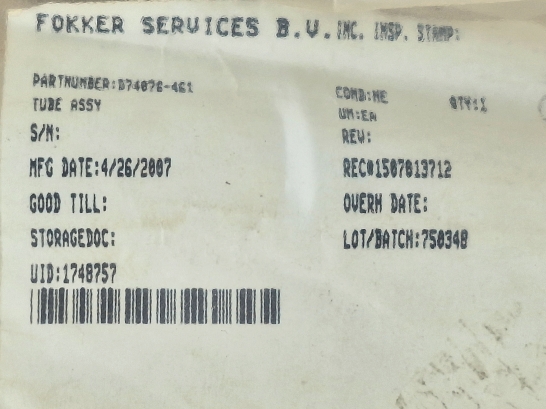 FOKKER SERVICES B.V. INC. INSP. STAMP:
PARTNUMBER:D74076-461
COND:NE QTY:1
TUBE ASSY
UM:EA
S/N:
REV:
MFG DATE:4/26/2007
REC@1507013712
GOOD TILL:
OVERH DATE:
STORAGEDOC:
LOT/BATCH:750348
UID:1748757